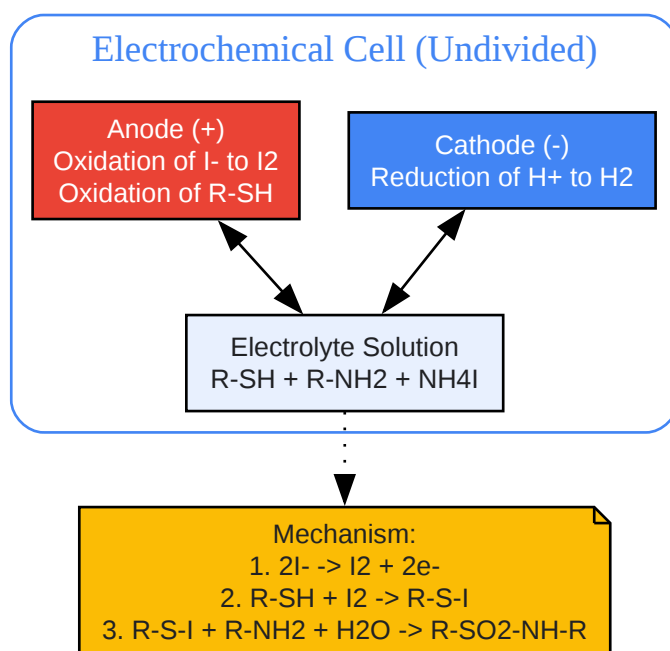 Electrochemical Cell (Undivided)
Anode (+)
Oxidation of I- to I2
Oxidation of R-SH
Cathode (-)
Reduction of H+ to H2
Electrolyte Solution
R-SH + R-NH2 + NH4I
Mechanism:
1. 2I- -> I2 + 2e-
2. R-SH + I2 -> R-S-I
3. R-S-I + R-NH2 + H2O -> R-SO2-NH-R